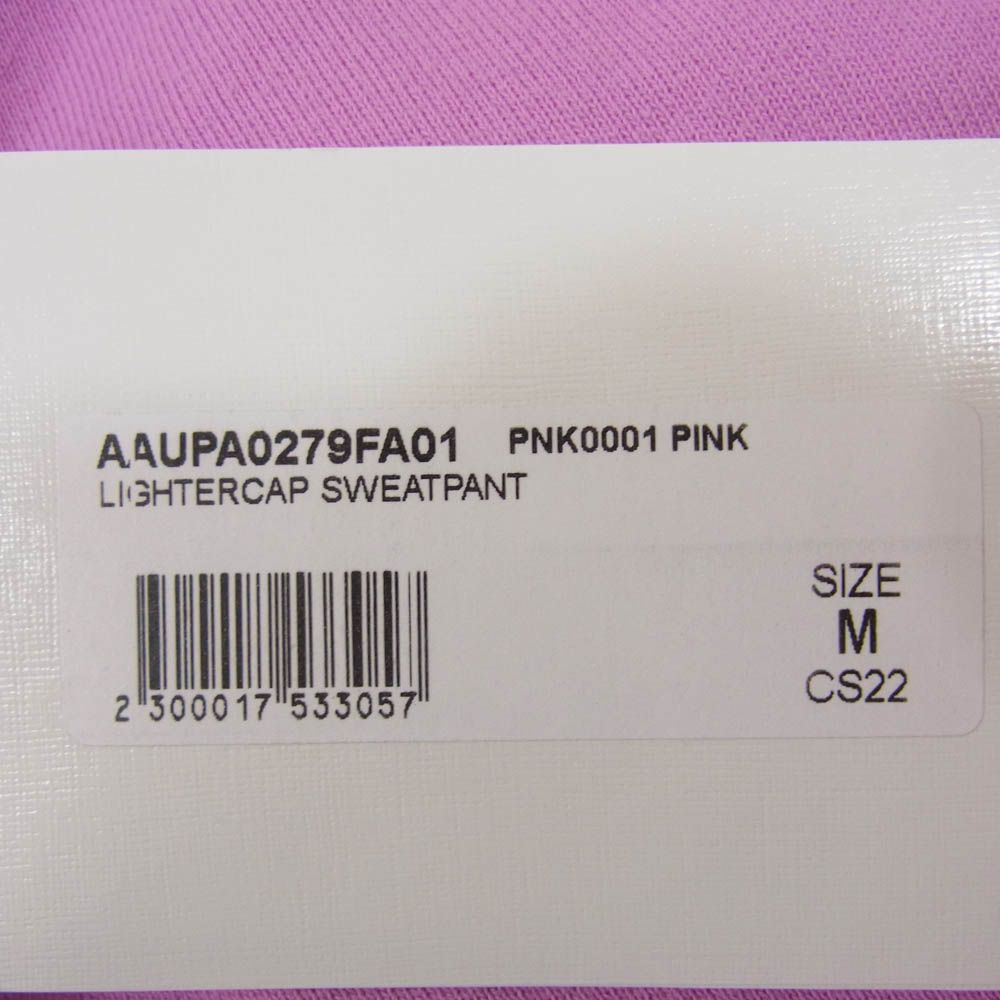 AAUPA0279FA01 PNK0001 PINK
LIGHTERCAP SWEATPANT
SIZE
M
CS22
2 300017 533057